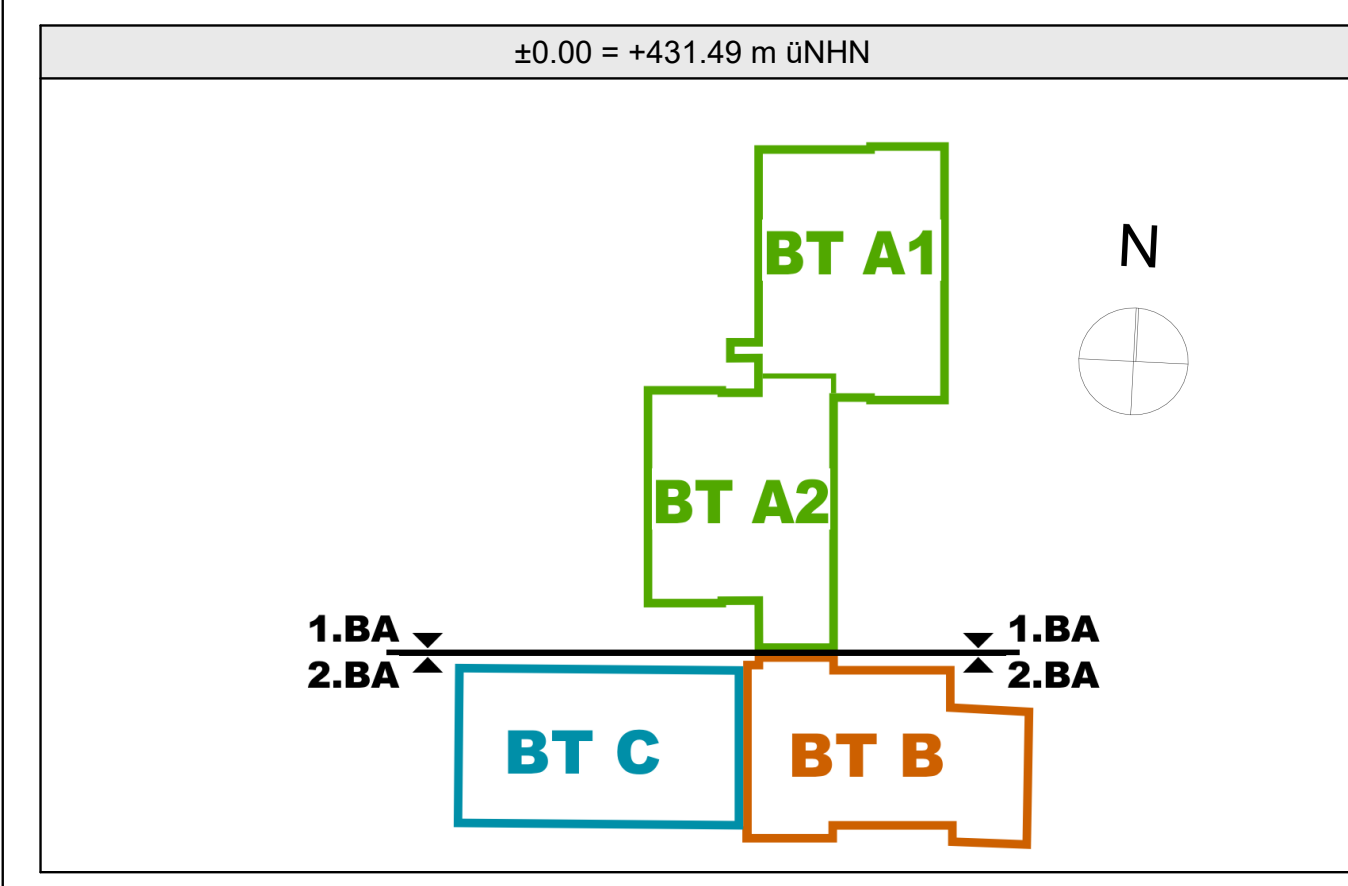 ±0.00 = +431.49 m üNHN
BT A1
N
BT A2
1.BA 1.BA
2.BA 2.BA
BT C BT B